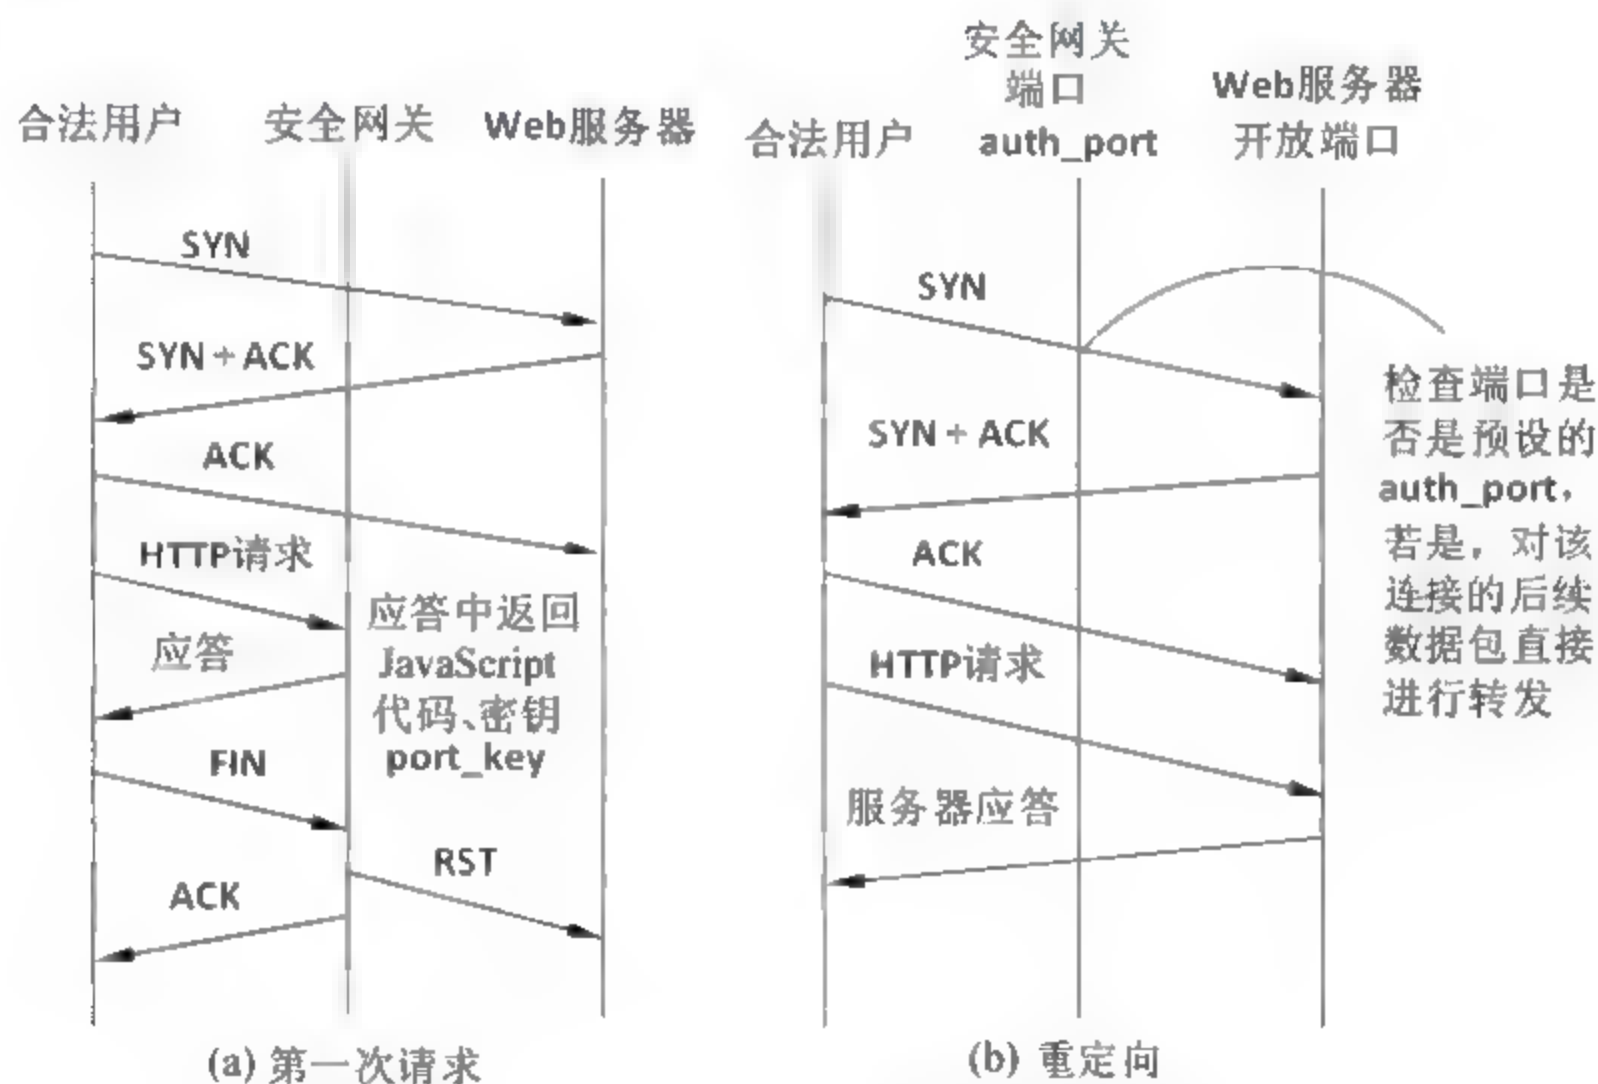 合法用户
安全网关
Web服务器
SYN
SYN+ACK
ACK
HTTP请求
应答
应答中返回
JavaScript
代码、密钥
port_key
FIN
RST
ACK
(a) 第一次请求
合法用户
安全网关
端口
auth_port
Web服务器
开放端口
SYN
SYN+ACK
ACK
HTTP请求
服务器应答
检查端口是
否是预设的
auth_port，
若是，对该
连接的后续
数据包直接
进行转发
(b) 重定向